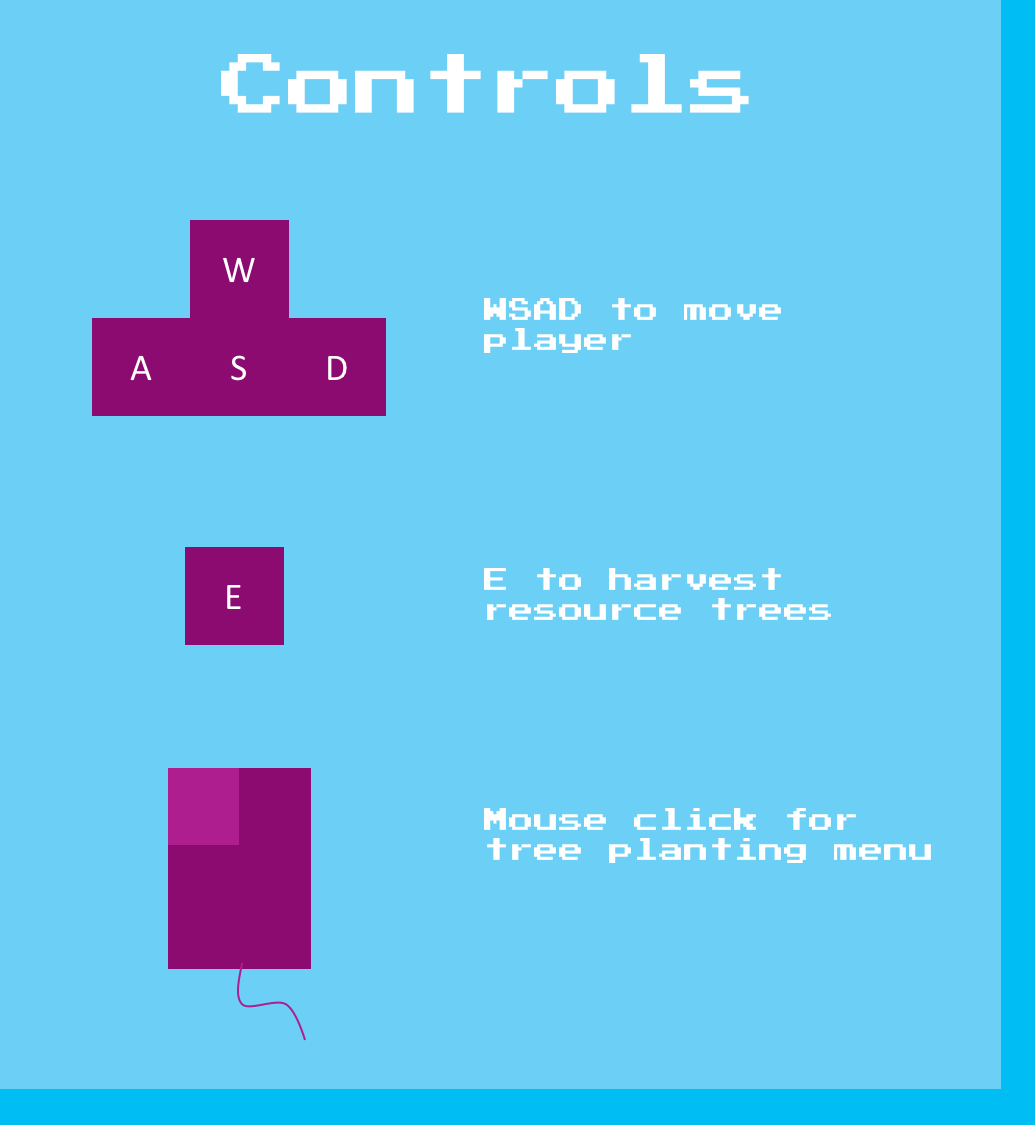 Controls
W
A S D
WSAD to move
player
E
E to harvest
resource trees
Mouse click for
tree planting menu